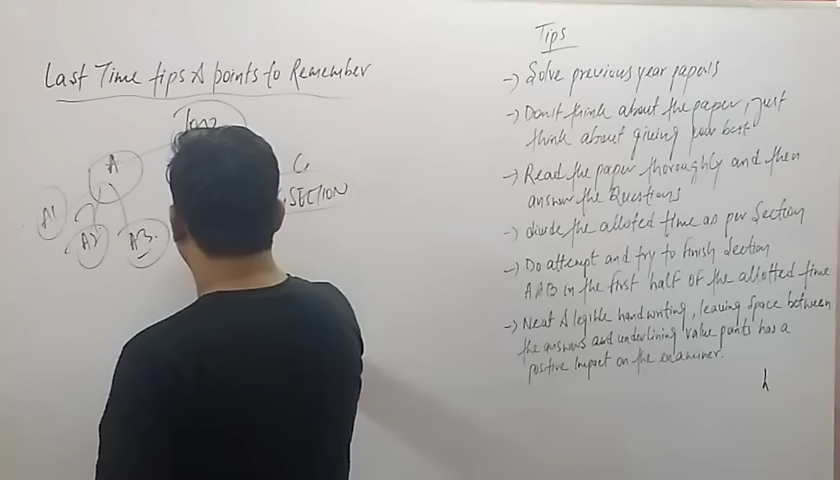 Last Time tips & points to Remember
A
C
SECTION
A1
A2
A3.
Tips
-) Solve previous year papers
-) Don't think about the paper, just
think about giving your best
-) Read the paper thoroughly and then
answer the Questions
-) divide the alloted time as per Section
-) Do attempt and try to finish Section
A & B in the first half of the allotted time
-) Neat & legible handwriting, leaving space between
the answers and underlining value points has a
positive impact on the examiner.